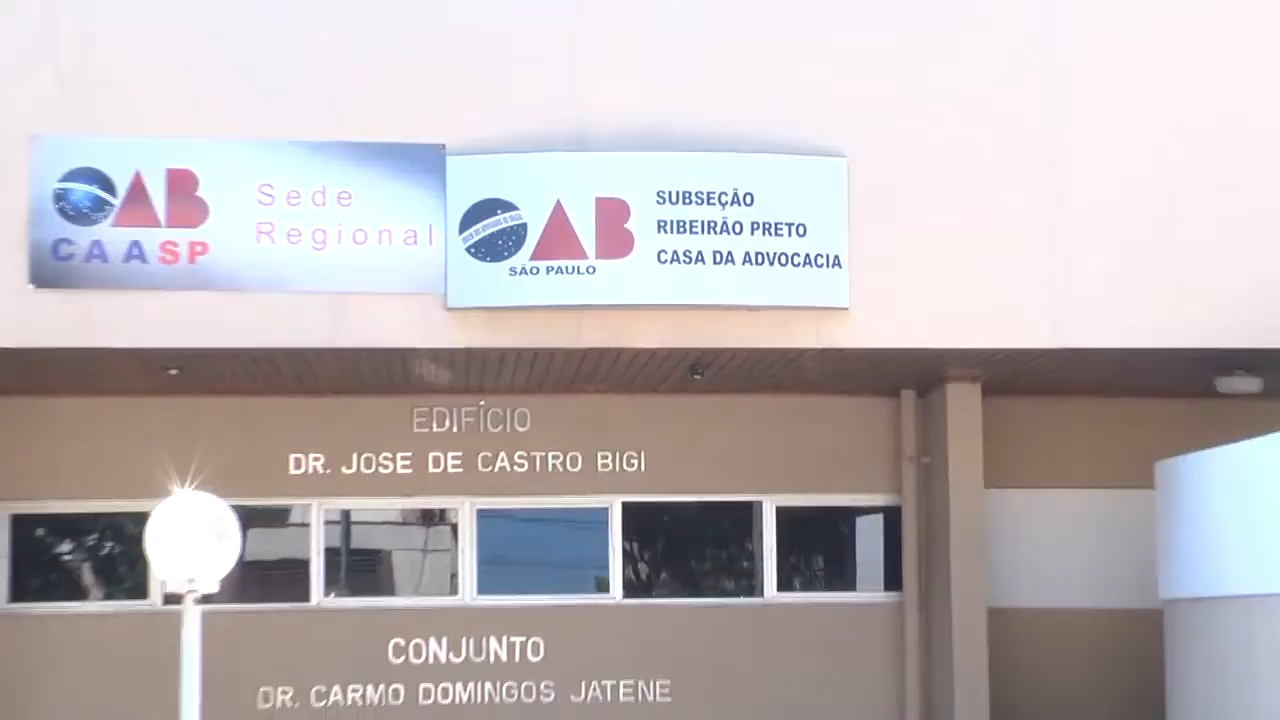 OAB
CAASP
Sede
Regional
OAB
SÃO PAULO
SUBSEÇÃO
RIBEIRÃO PRETO
CASA DA ADVOCACIA
EDIFÍCIO
DR. JOSE DE CASTRO BIGI
CONJUNTO
DR. CARMO DOMINGOS JATENE